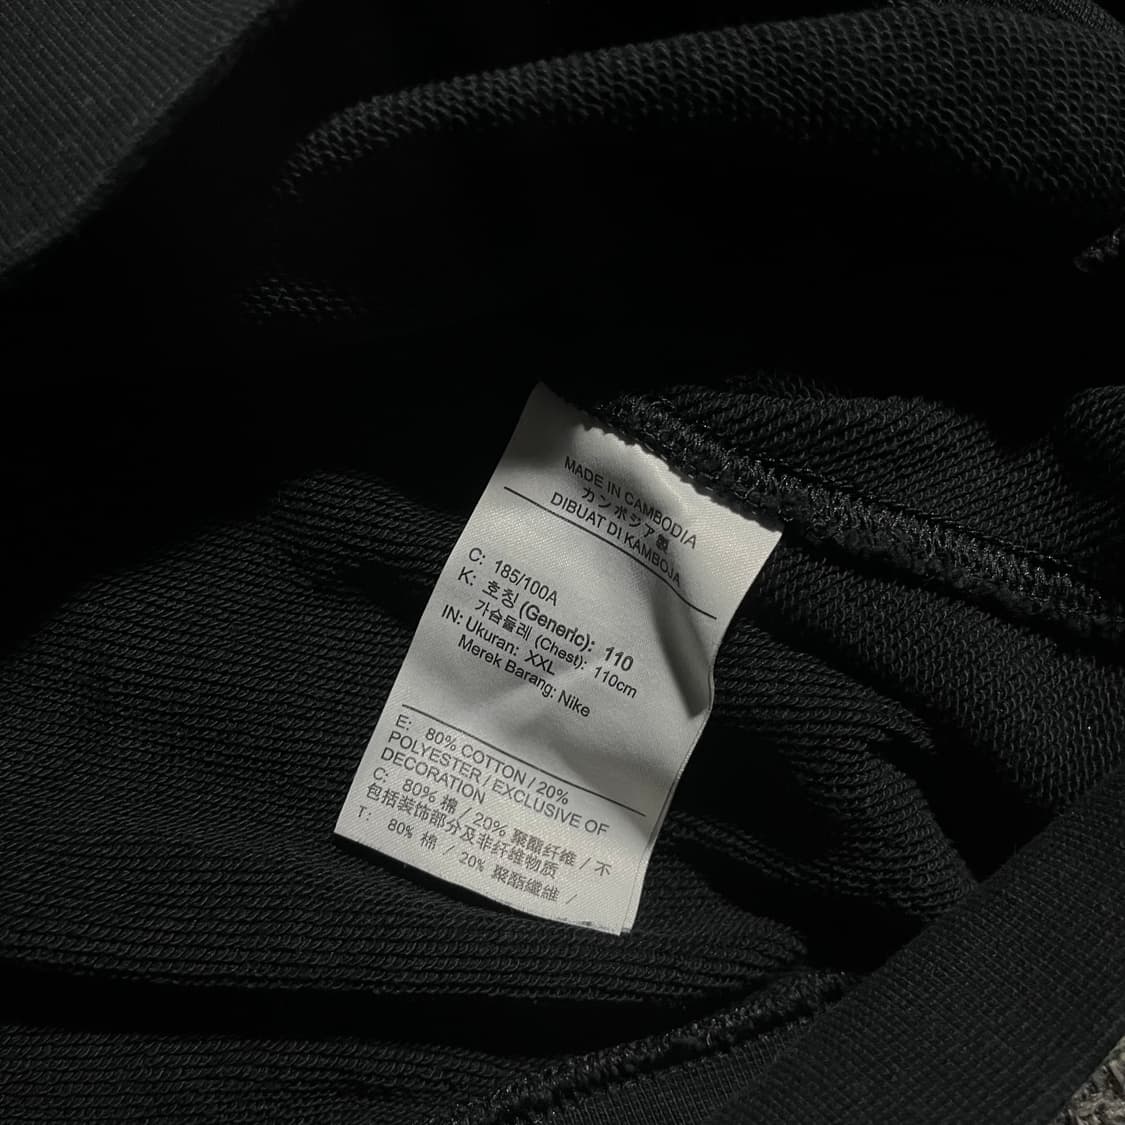 MADE IN CAMBODIA
カンボジア製
DIBUAT DI KAMBOJA
C: 185/100A
K: 호칭 (Generic): 110
가슴둘레 (Chest): 110cm
IN: Ukuran: XXL
Merek Barang: Nike
E: 80% COTTON / 20%
POLYESTER / EXCLUSIVE OF
DECORATION
C: 80% 棉 / 20% 聚酯纤维 / 不
包括装饰部分及非纤维物质
T: 80% 棉 / 20% 聚酯纖維 /